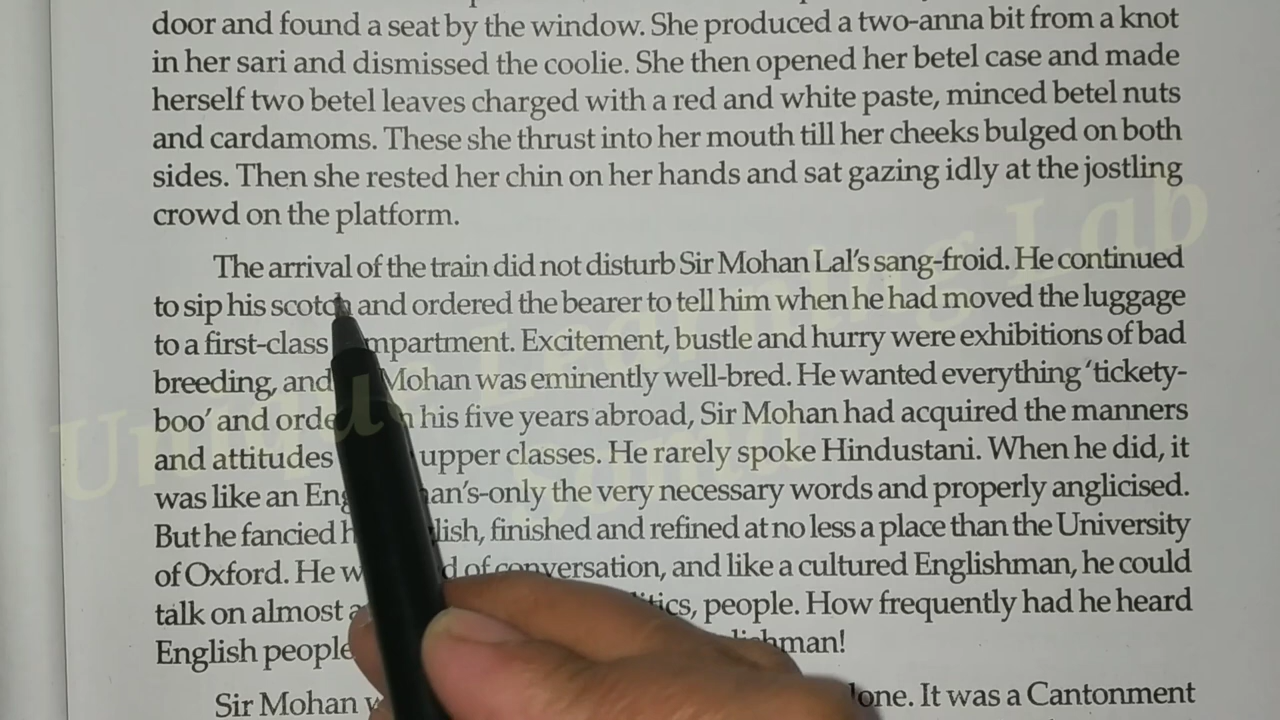 door and found a seat by the window. She produced a two-anna bit from a knot
in her sari and dismissed the coolie. She then opened her betel case and made
herself two betel leaves charged with a red and white paste, minced betel nuts
and cardamoms. These she thrust into her mouth till her cheeks bulged on both
sides. Then she rested her chin on her hands and sat gazing idly at the jostling
crowd on the platform.
The arrival of the train did not disturb Sir Mohan Lal's sang-froid. He continued
to sip his scotch and ordered the bearer to tell him when he had moved the luggage
to a first-class compartment. Excitement, bustle and hurry were exhibitions of bad
breeding, and Mohan was eminently well-bred. He wanted everything 'tickety-
boo' and his five years abroad, Sir Mohan had acquired the manners
and attitudes upper classes. He rarely spoke Hindustani. When he did, it
was like an only the very necessary words and properly anglicised.
But he fancied finished and refined at no less a place than the University
of Oxford. He of conversation, and like a cultured Englishman, he could
talk on almost people. How frequently had he heard
English people
Sir Mohan It was a Cantonment
Unique Learning Lab